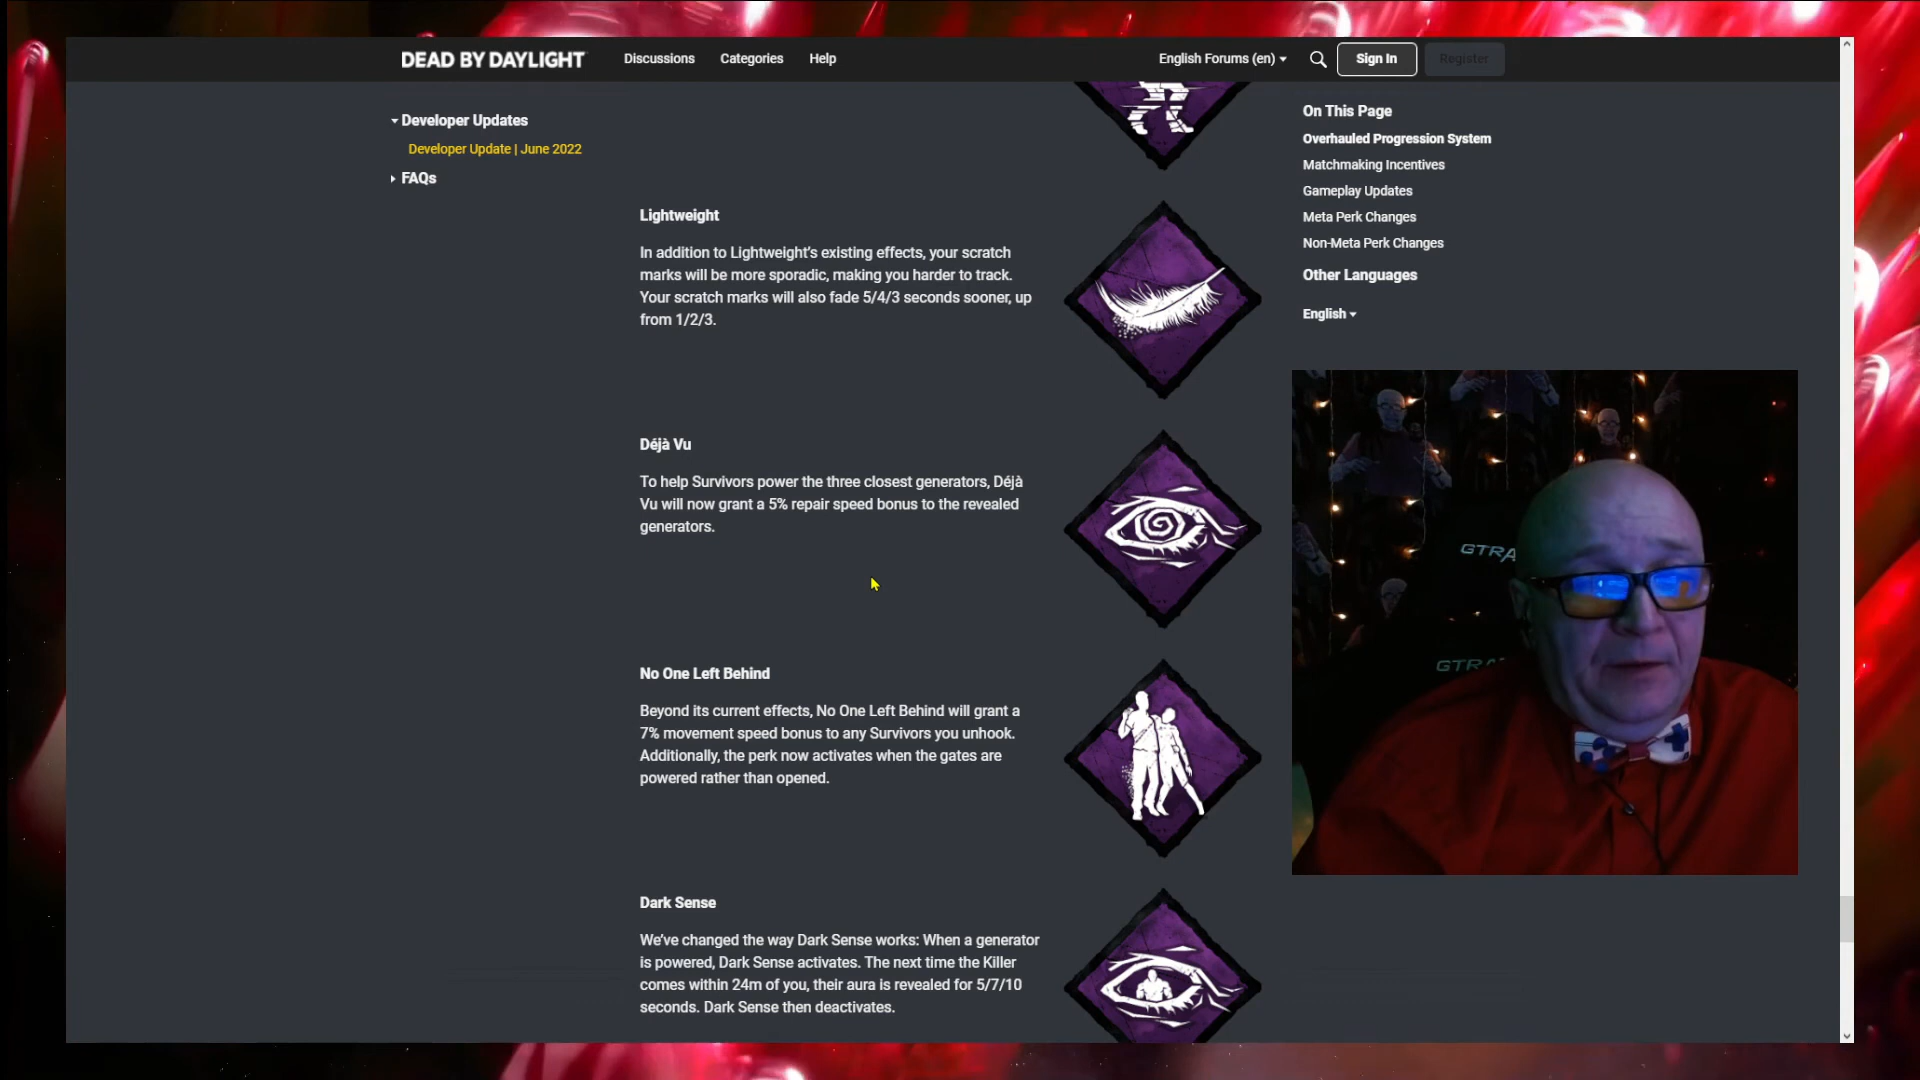 DEAD BY DAYLIGHT
Discussions
Categories
Help
English Forums (en)
Sign In
Register
Developer Updates
Developer Update | June 2022
FAQs
Lightweight
In addition to Lightweight's existing effects, your scratch
marks will be more sporadic, making you harder to track.
Your scratch marks will also fade 5/4/3 seconds sooner, up
from 1/2/3.
Déjà Vu
To help Survivors power the three closest generators, Déjà
Vu will now grant a 5% repair speed bonus to the revealed
generators.
No One Left Behind
Beyond its current effects, No One Left Behind will grant a
7% movement speed bonus to any Survivors you unhook.
Additionally, the perk now activates when the gates are
powered rather than opened.
Dark Sense
We've changed the way Dark Sense works: When a generator
is powered, Dark Sense activates. The next time the Killer
comes within 24m of you, their aura is revealed for 5/7/10
seconds. Dark Sense then deactivates.
On This Page
Overhauled Progression System
Matchmaking Incentives
Gameplay Updates
Meta Perk Changes
Non-Meta Perk Changes
Other Languages
English